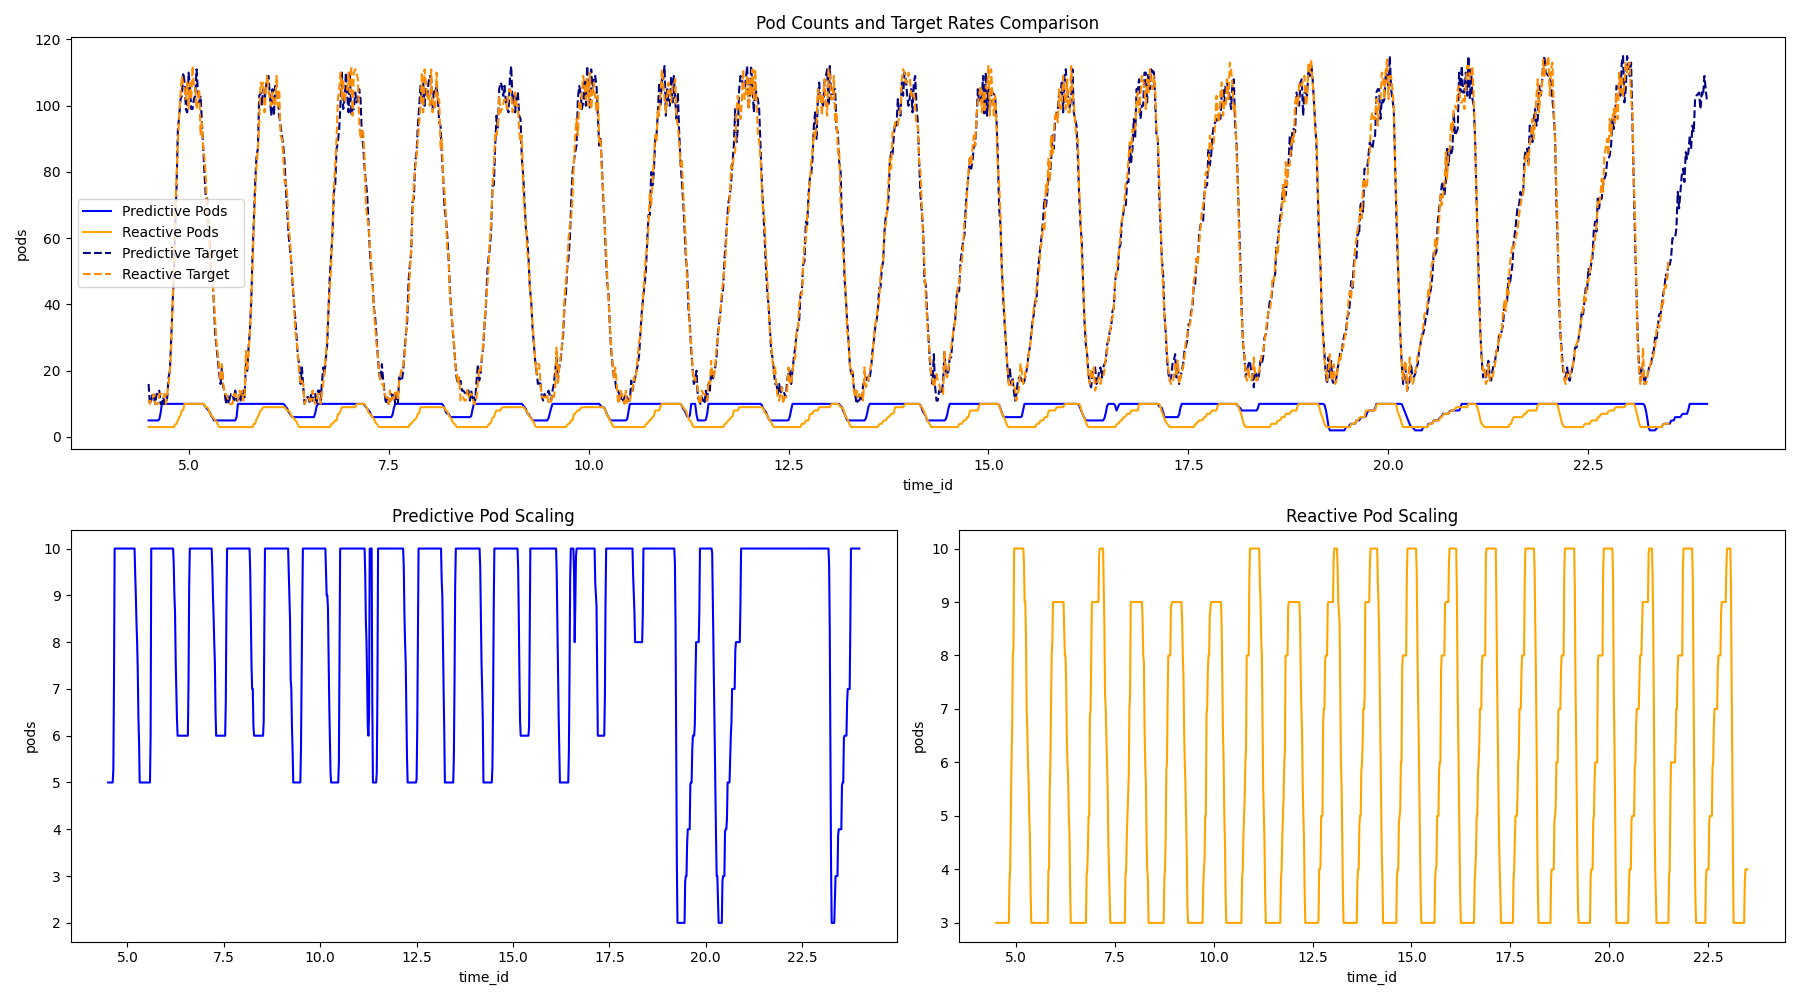 Pod Counts and Target Rates Comparison
120
100
80
60
40
20
0
pods
Predictive Pods
Reactive Pods
Predictive Target
Reactive Target
5.0 7.5 10.0 12.5 15.0 17.5 20.0 22.5
time_id
Predictive Pod Scaling
10
9
8
7
6
5
4
3
2
pods
5.0 7.5 10.0 12.5 15.0 17.5 20.0 22.5
time_id
Reactive Pod Scaling
10
9
8
7
6
5
4
3
pods
5.0 7.5 10.0 12.5 15.0 17.5 20.0 22.5
time_id